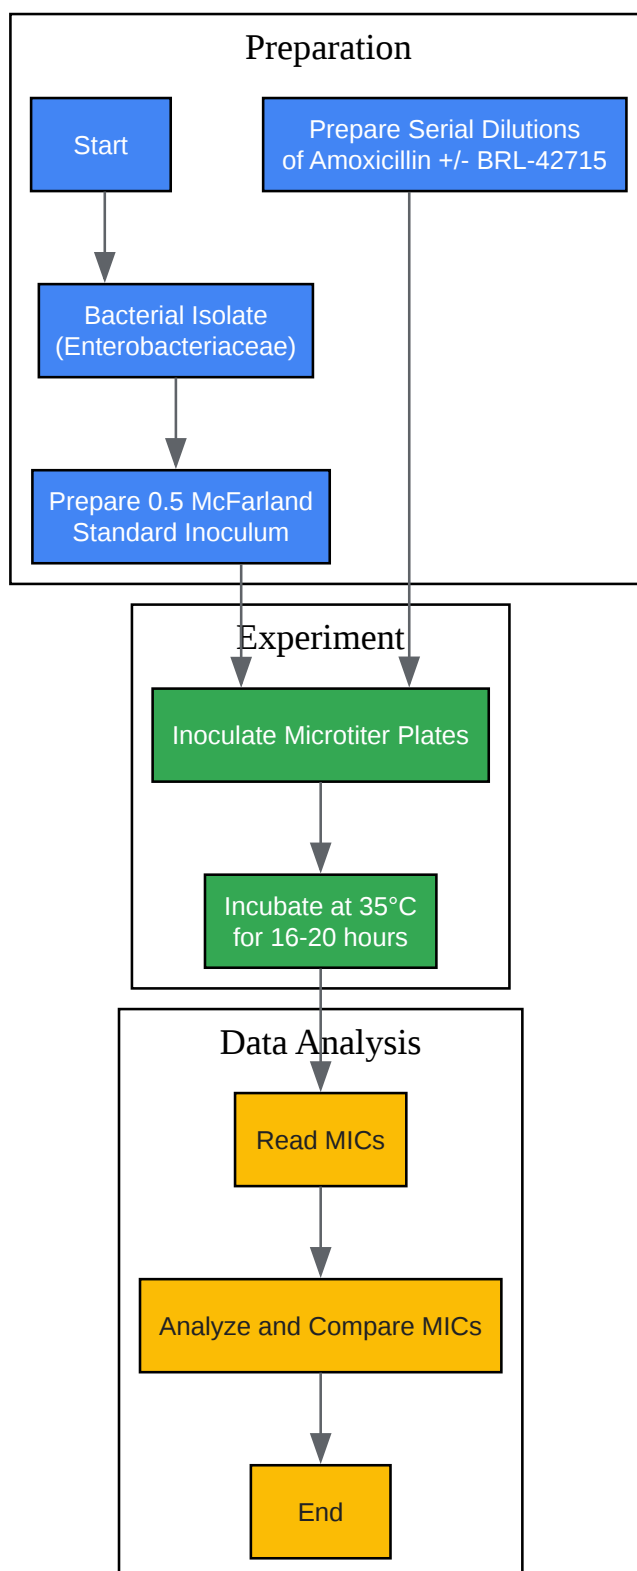 Preparation
Start
Prepare Serial Dilutions
of Amoxicillin +/- BRL-42715
Bacterial Isolate
(Enterobacteriaceae)
Prepare 0.5 McFarland
Standard Inoculum
Experiment
Inoculate Microtiter Plates
Incubate at 35°C
for 16-20 hours
Data Analysis
Read MICs
Analyze and Compare MICs
End